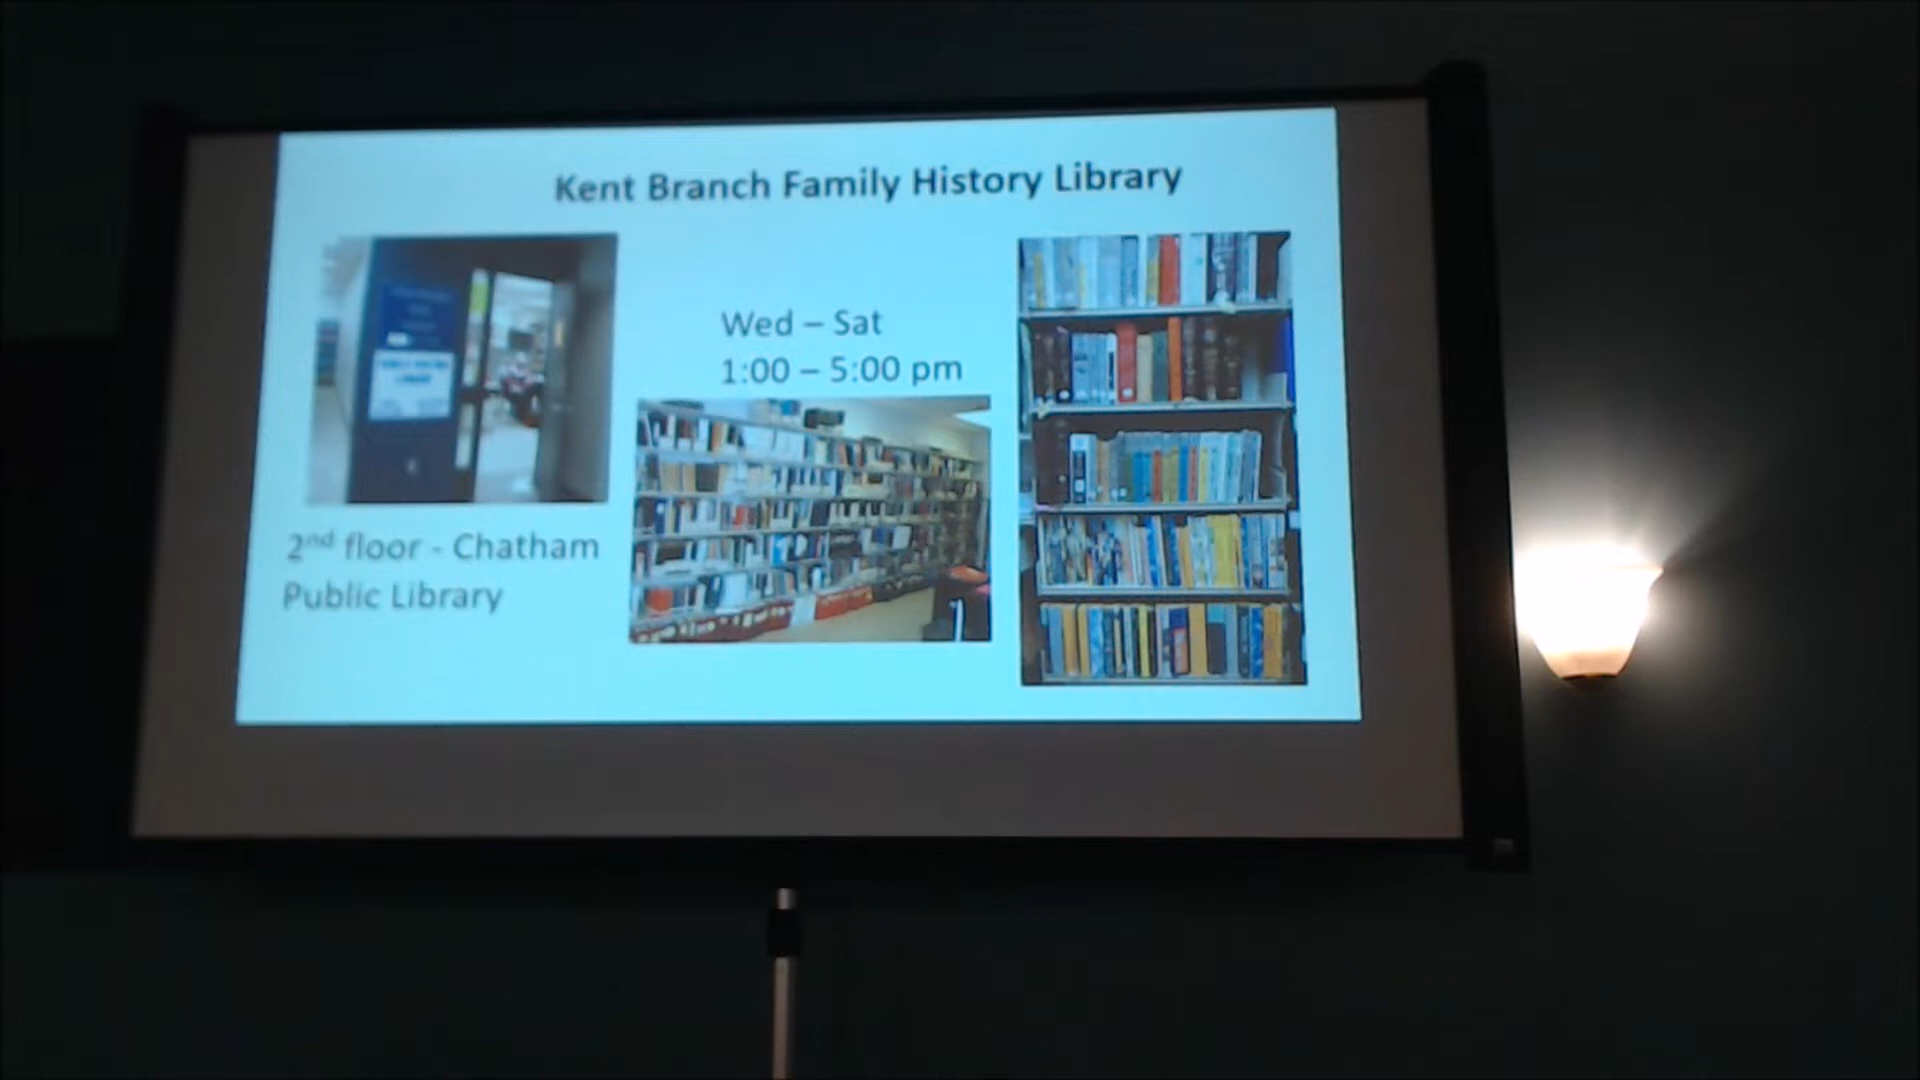 Kent Branch Family History Library
Wed – Sat
1:00 – 5:00 pm
2nd floor - Chatham
Public Library